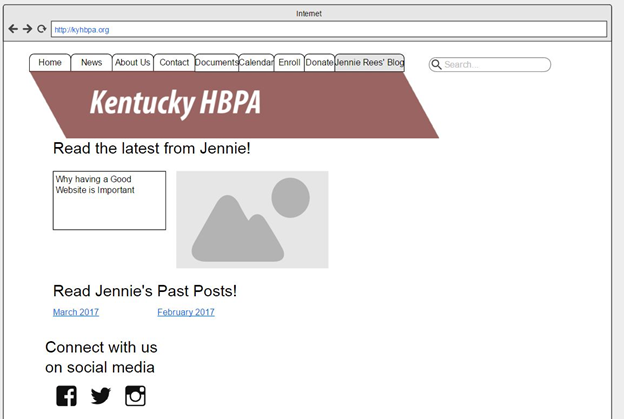 Internet
http://kyhbpa.org
Home News About Us Contact Documents Calendar Enroll Donate Jennie Rees' Blog
Search...
Kentucky HBPA
Read the latest from Jennie!
Why having a Good
Website is Important
Read Jennie's Past Posts!
March 2017 February 2017
Connect with us
on social media